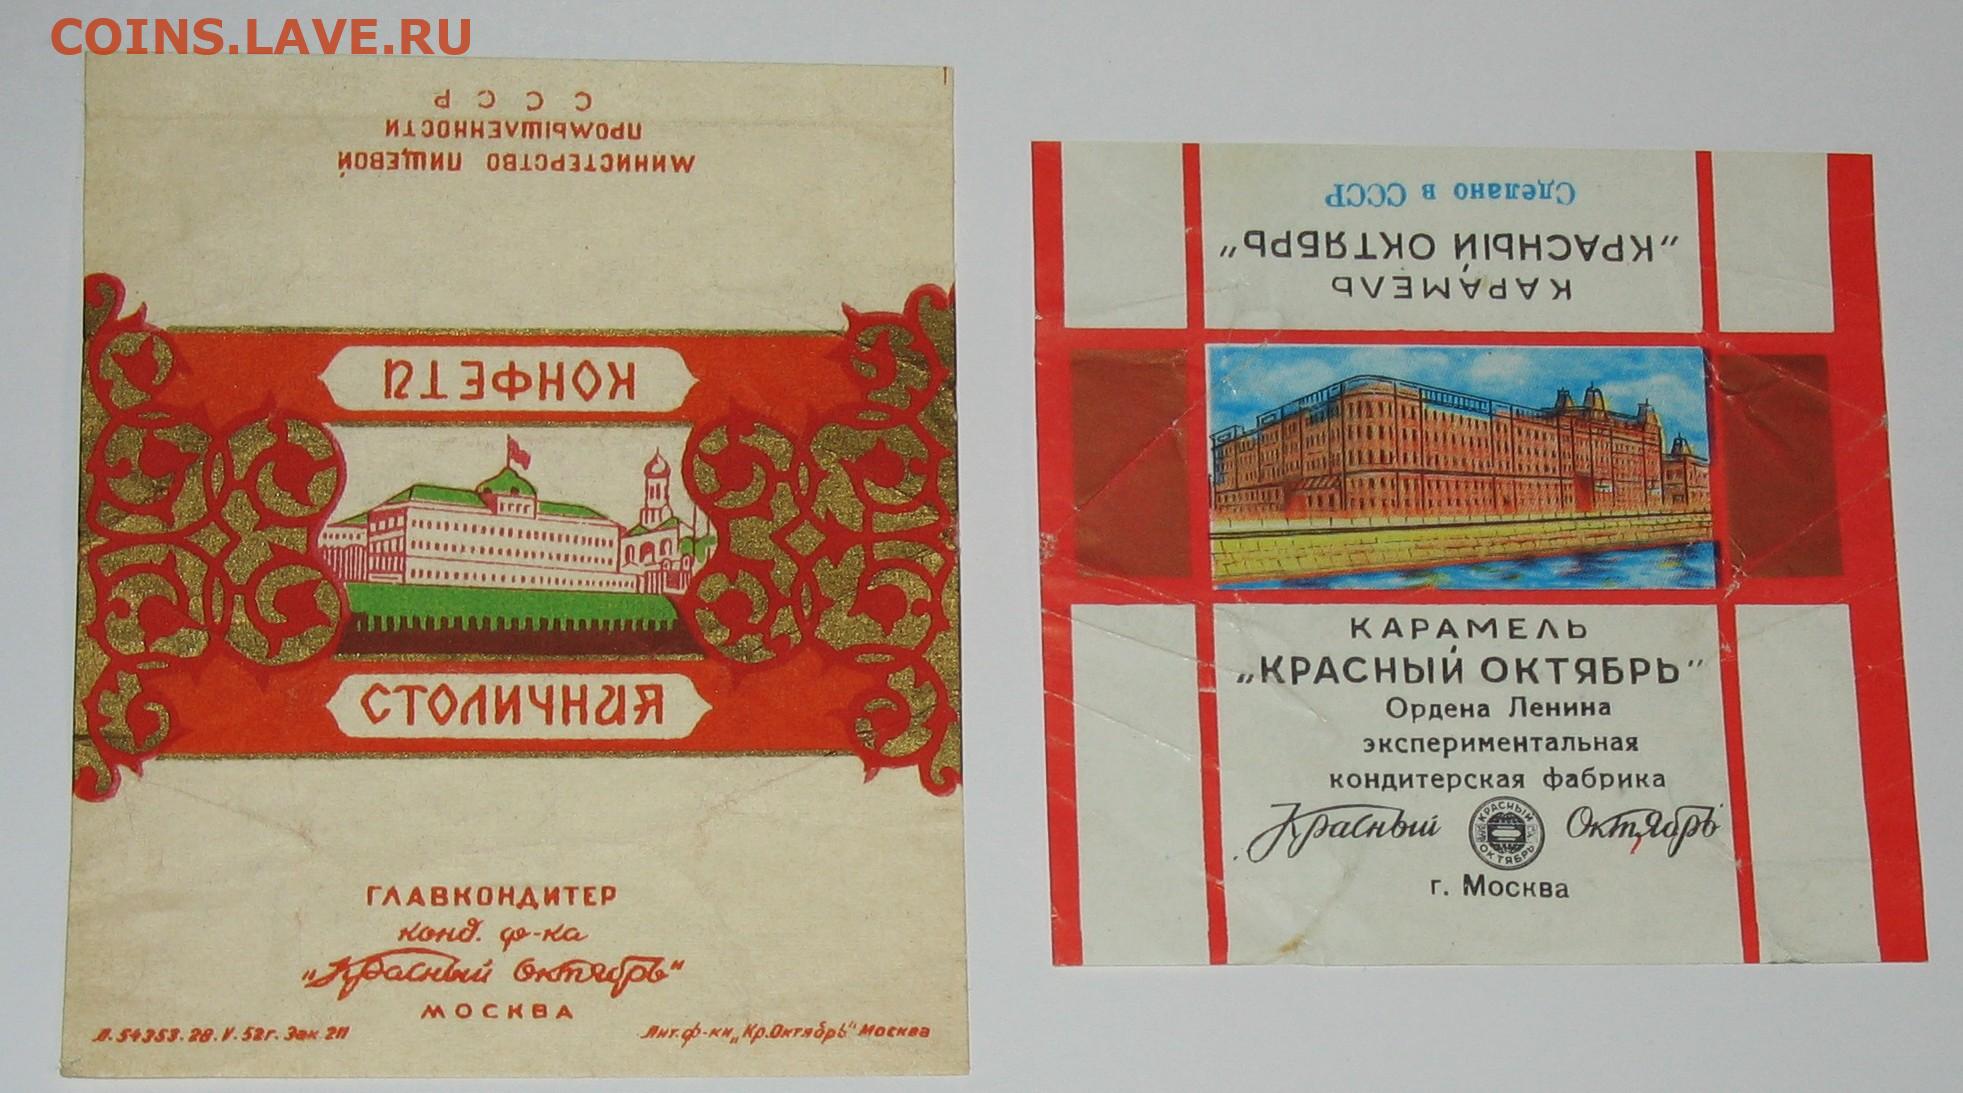 COINS.LAVE.RU
МИНИСТЕРСТВО ПИЩЕВОЙ
ПРОМЫШЛЕННОСТИ
СССР
КОНФЕТЫ
СТОЛИЧНАЯ
ГЛАВКОНДИТЕР
конд. ф-ка
"Красный Октябрь"
МОСКВА
Л.54353.28.V.52г. Зак. 211
Лит. ф-ки „Кр. Октябрь" Москва
КАРАМЕЛЬ
„КРАСНЫЙ ОКТЯБРЬ"
Сделано в СССР
КАРАМЕЛЬ
„КРАСНЫЙ ОКТЯБРЬ"
Ордена Ленина
экспериментальная
кондитерская фабрика
Красный Октябрь
КРАСНЫЙ
ОКТЯБРЬ
г. Москва